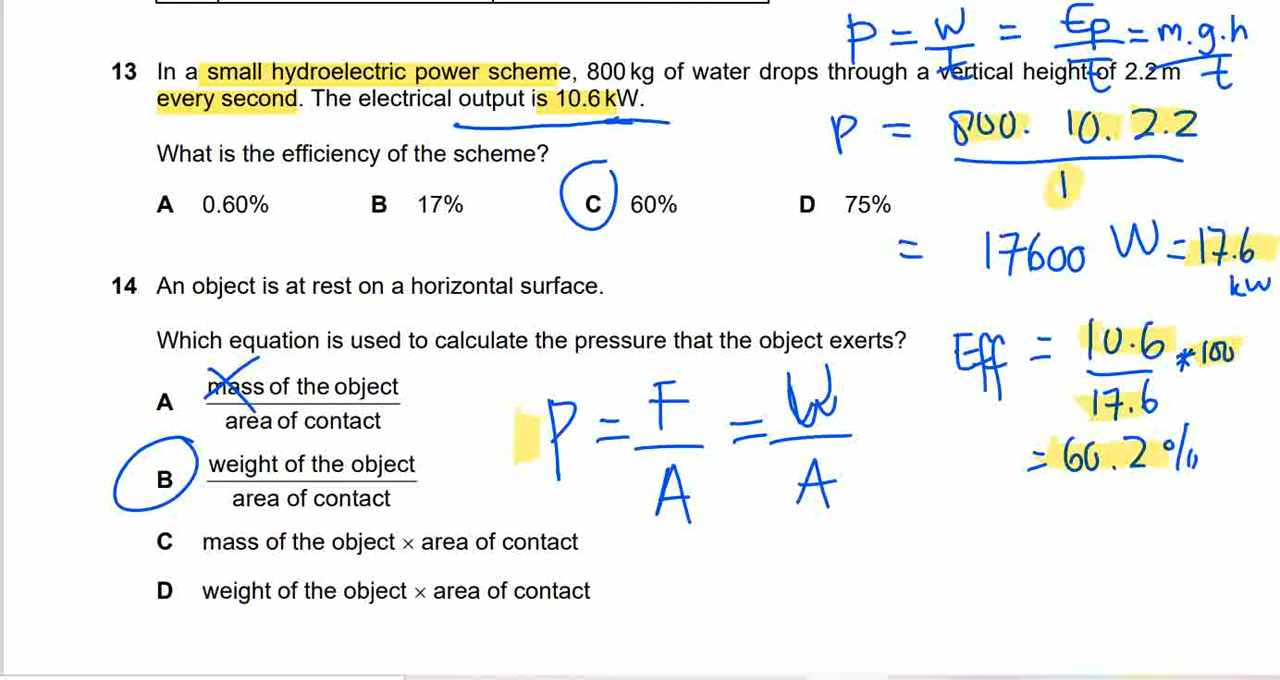 P = W/t = Ep/t = m.g.h/t
13 In a small hydroelectric power scheme, 800 kg of water drops through a vertical height of 2.2 m
every second. The electrical output is 10.6 kW.
P = 800. 10. 2.2 / 1
What is the efficiency of the scheme?
A 0.60% B 17% C 60% D 75%
= 17600 W = 17.6
kW
14 An object is at rest on a horizontal surface.
Which equation is used to calculate the pressure that the object exerts?
Eff = 10.6/17.6 * 100
A mass of the object
area of contact
P = F/A = W/A
= 60.2 %
B weight of the object
area of contact
C mass of the object × area of contact
D weight of the object × area of contact